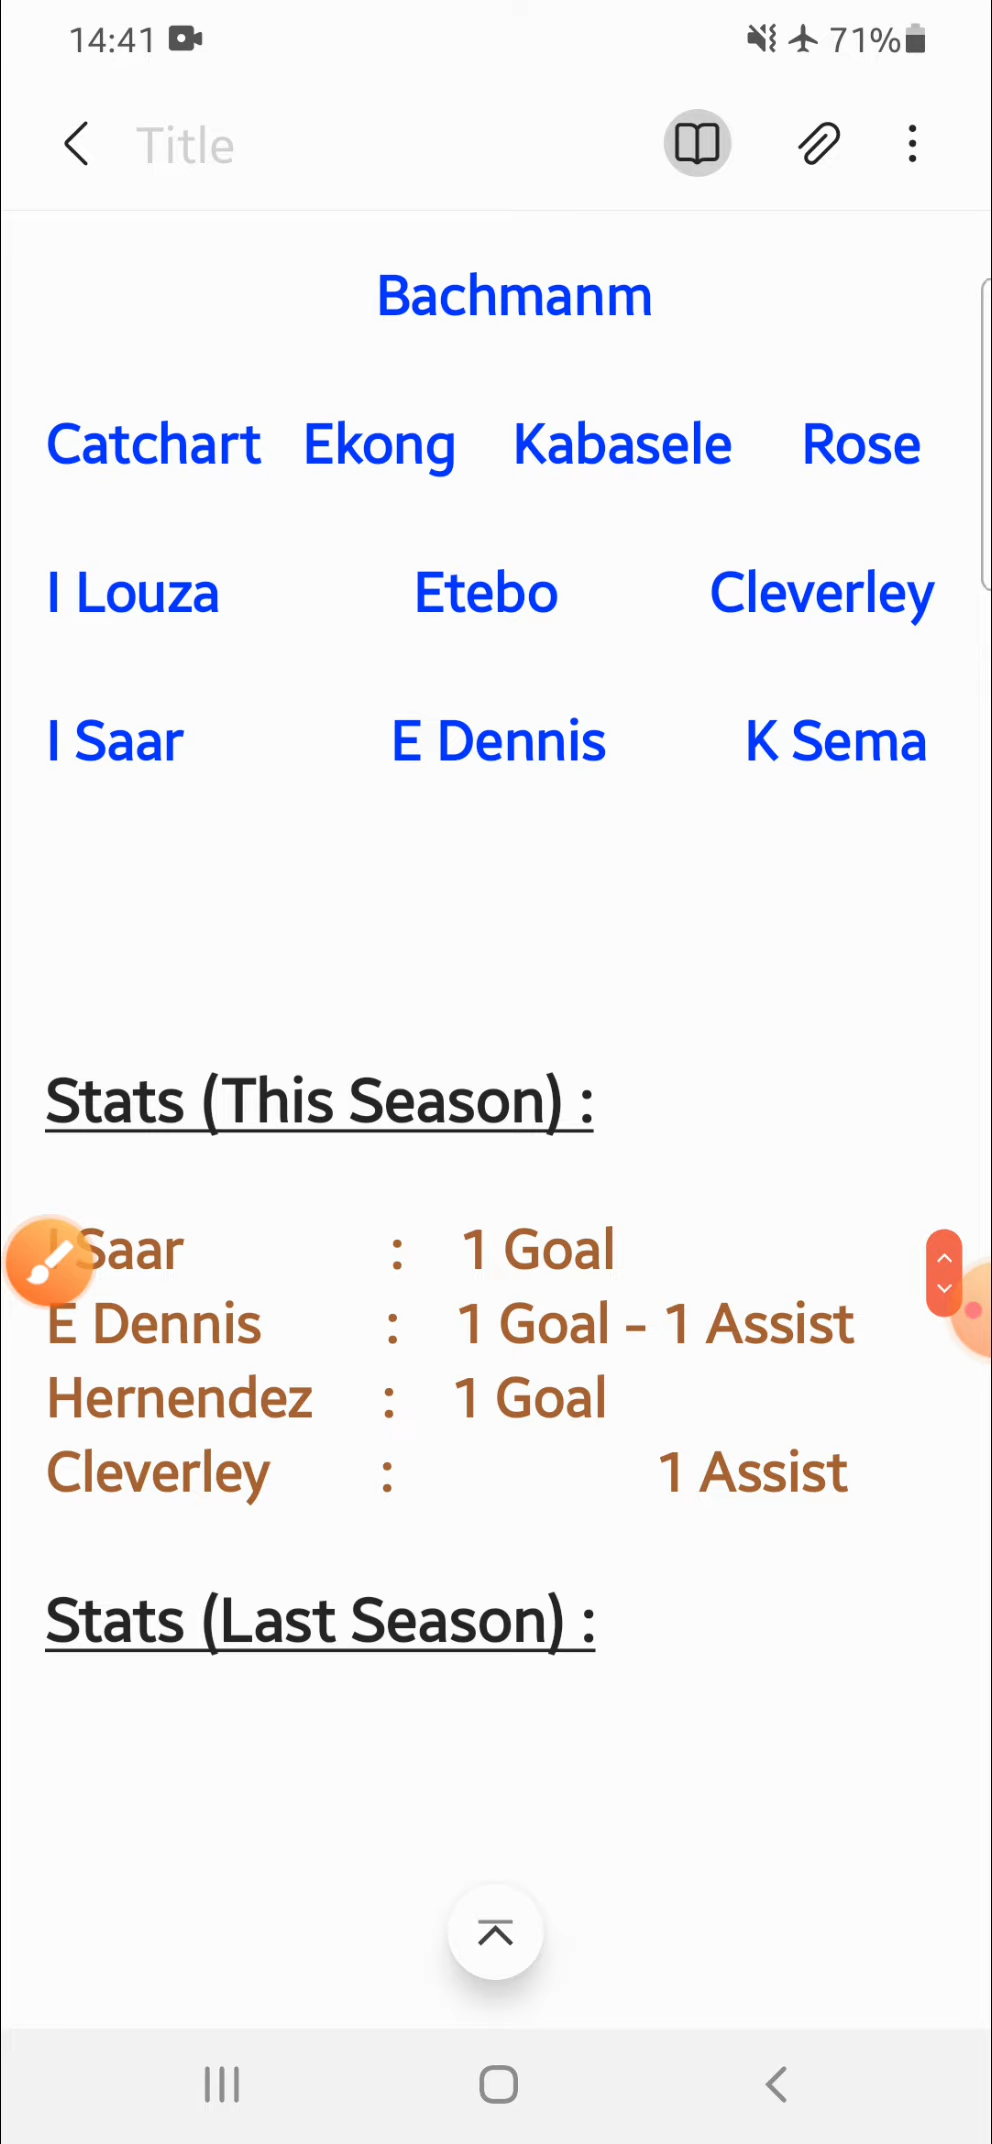 14:41 71%
Title
Bachmanm
Catchart Ekong Kabasele Rose
I Louza Etebo Cleverley
I Saar E Dennis K Sema
Stats (This Season) :
I Saar : 1 Goal
E Dennis : 1 Goal - 1 Assist
Hernendez : 1 Goal
Cleverley : 1 Assist
Stats (Last Season) :